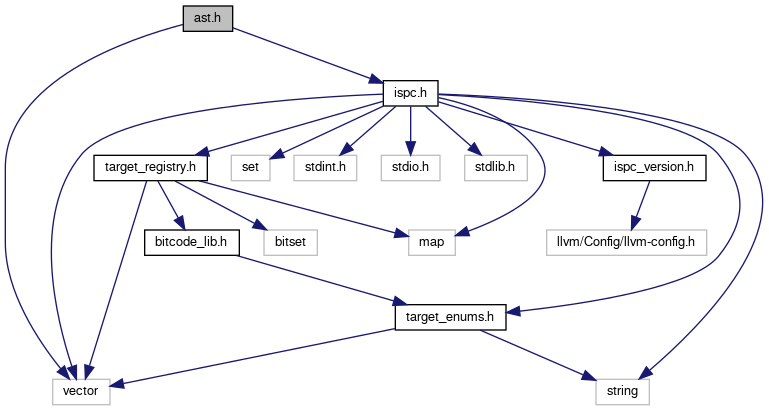 ast.h
ispc.h
target_registry.h
set
stdint.h
stdio.h
stdlib.h
ispc_version.h
bitcode_lib.h
bitset
map
llvm/Config/llvm-config.h
target_enums.h
vector
string